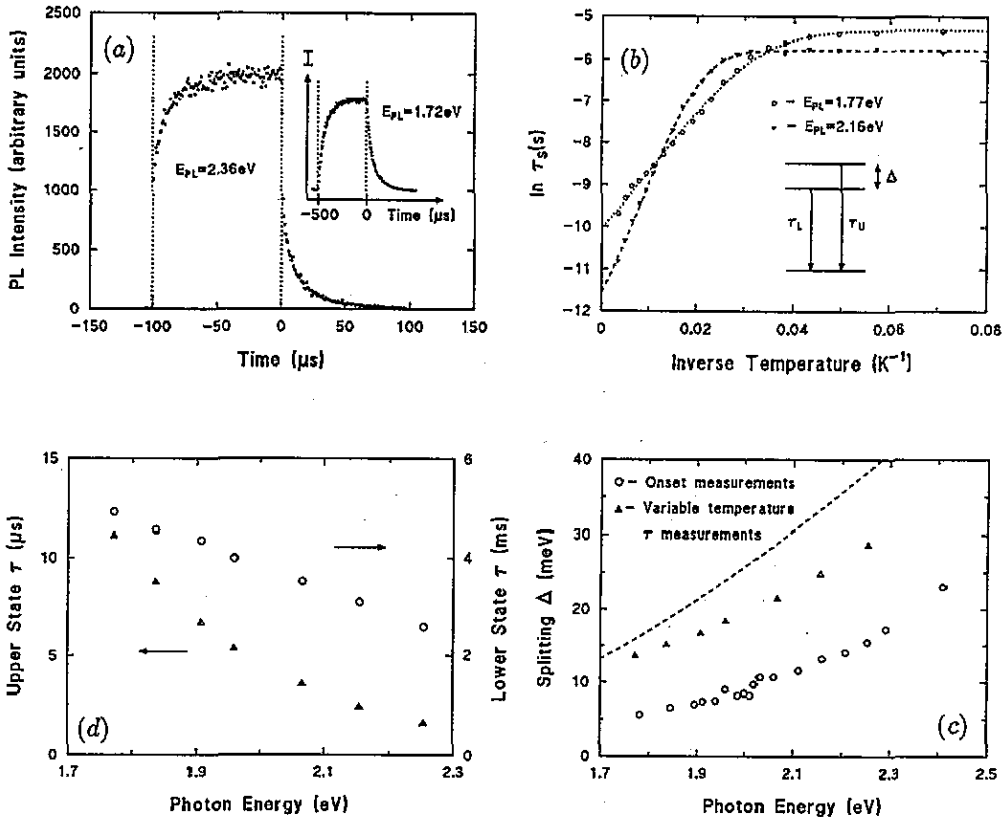 (a)
2500
2000
1500
1000
500
0
PL Intensity (arbitrary units)
−150
−100
−50
0
50
100
150
Time (µs)
E_PL=2.36eV
I
E_PL=1.72eV
−500
0
Time (µs)
(b)
−5
−6
−7
−8
−9
−10
−11
−12
ln τ_S(s)
0
0.02
0.04
0.06
0.08
Inverse Temperature (K⁻¹)
E_PL=1.77eV
E_PL=2.16eV
Δ
τ_L
τ_U
(d)
15
10
5
0
Upper State τ (µs)
6
4
2
0
Lower State τ (ms)
1.7
1.9
2.1
2.3
Photon Energy (eV)
(c)
40
30
20
10
0
Splitting Δ (meV)
Onset measurements
Variable temperature
τ measurements
1.7
1.9
2.1
2.3
2.5
Photon Energy (eV)